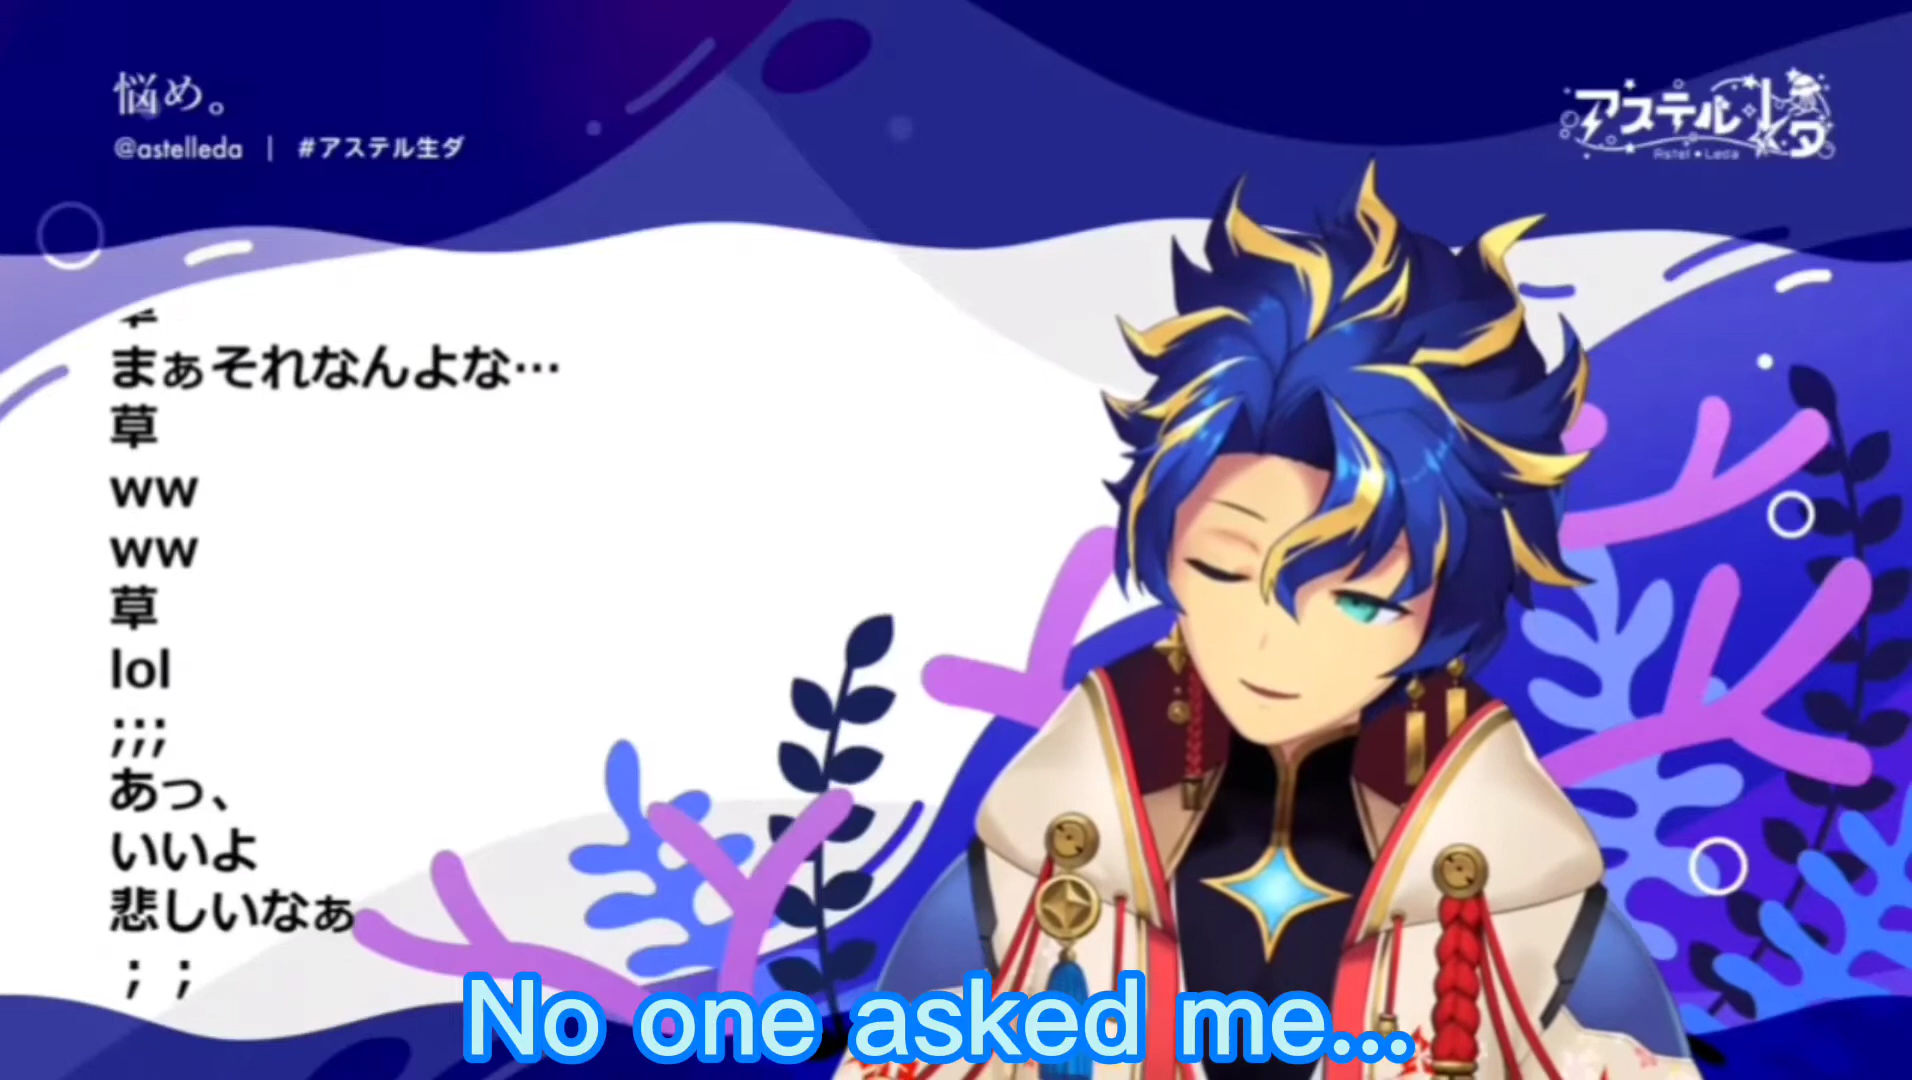 悩め。
@astelleda | #アステル生ダ
アステル・レダ
Astel・Leda
まぁそれなんよな…
草
ww
ww
草
lol
;;;
あっ、
いいよ
悲しいなぁ
；；
No one asked me...